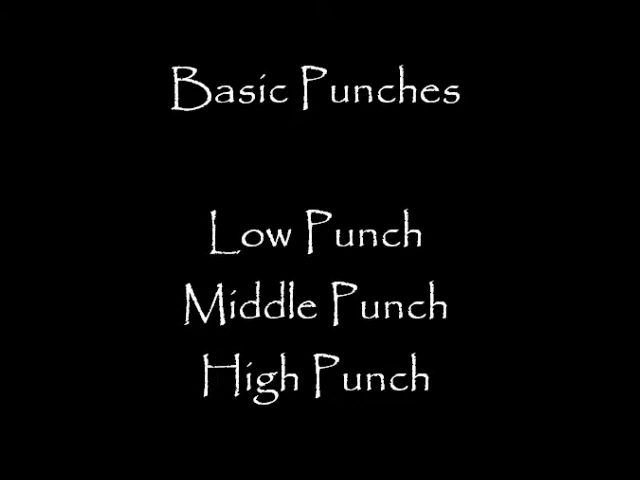 Basic Punches
Low Punch
Middle Punch
High Punch